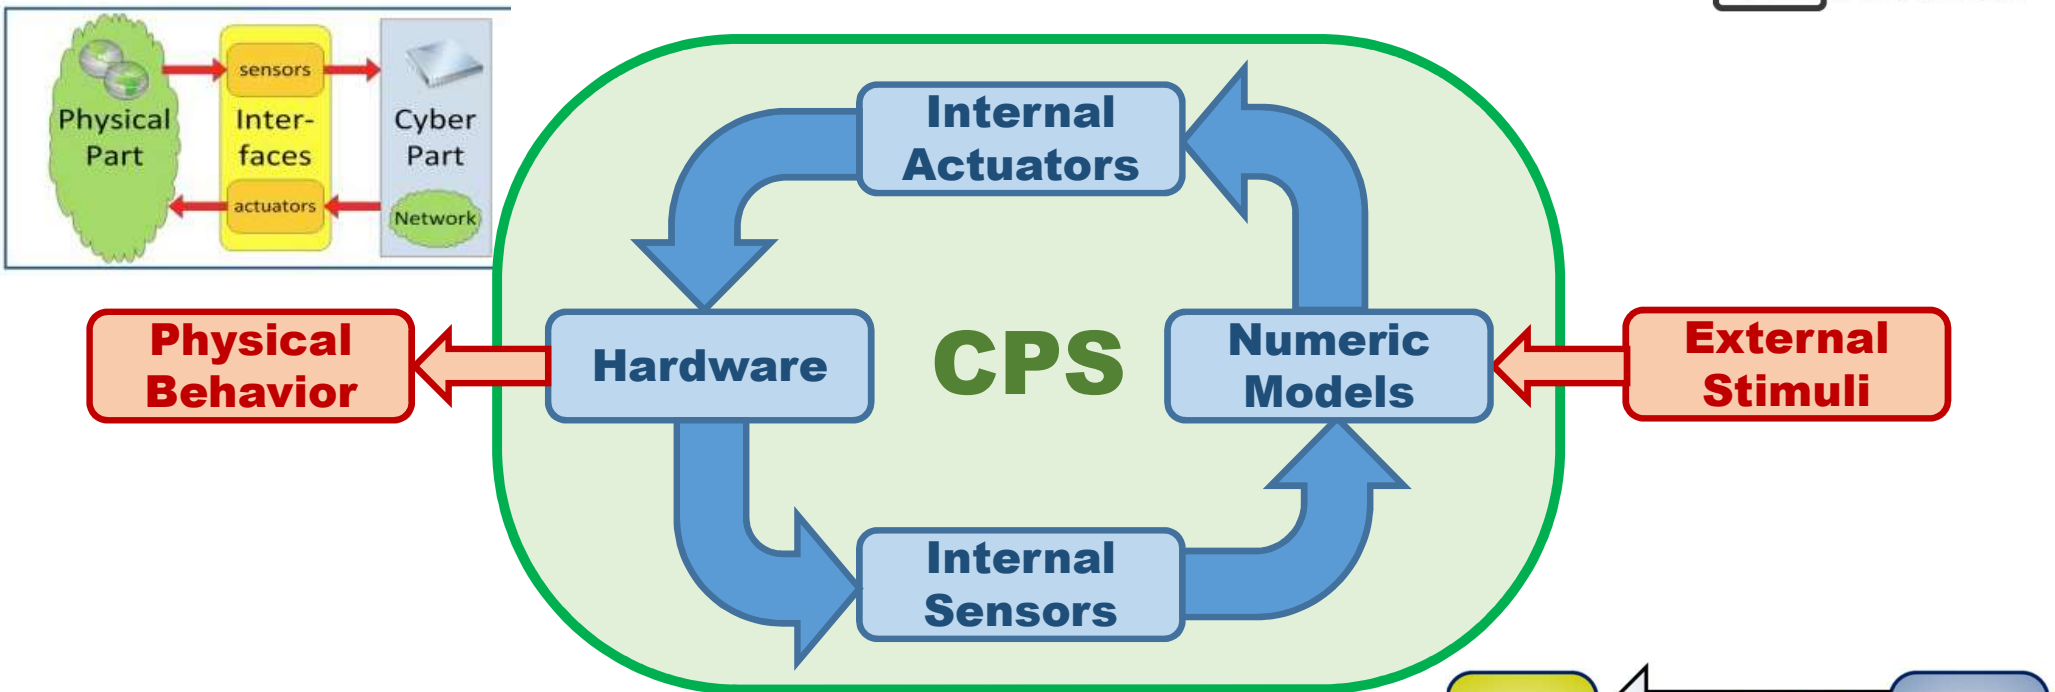 sensors
Physical
Part
Inter-
faces
Cyber
Part
actuators
Network
Internal
Actuators
Physical
Behavior
Hardware
CPS
Numeric
Models
External
Stimuli
Internal
Sensors